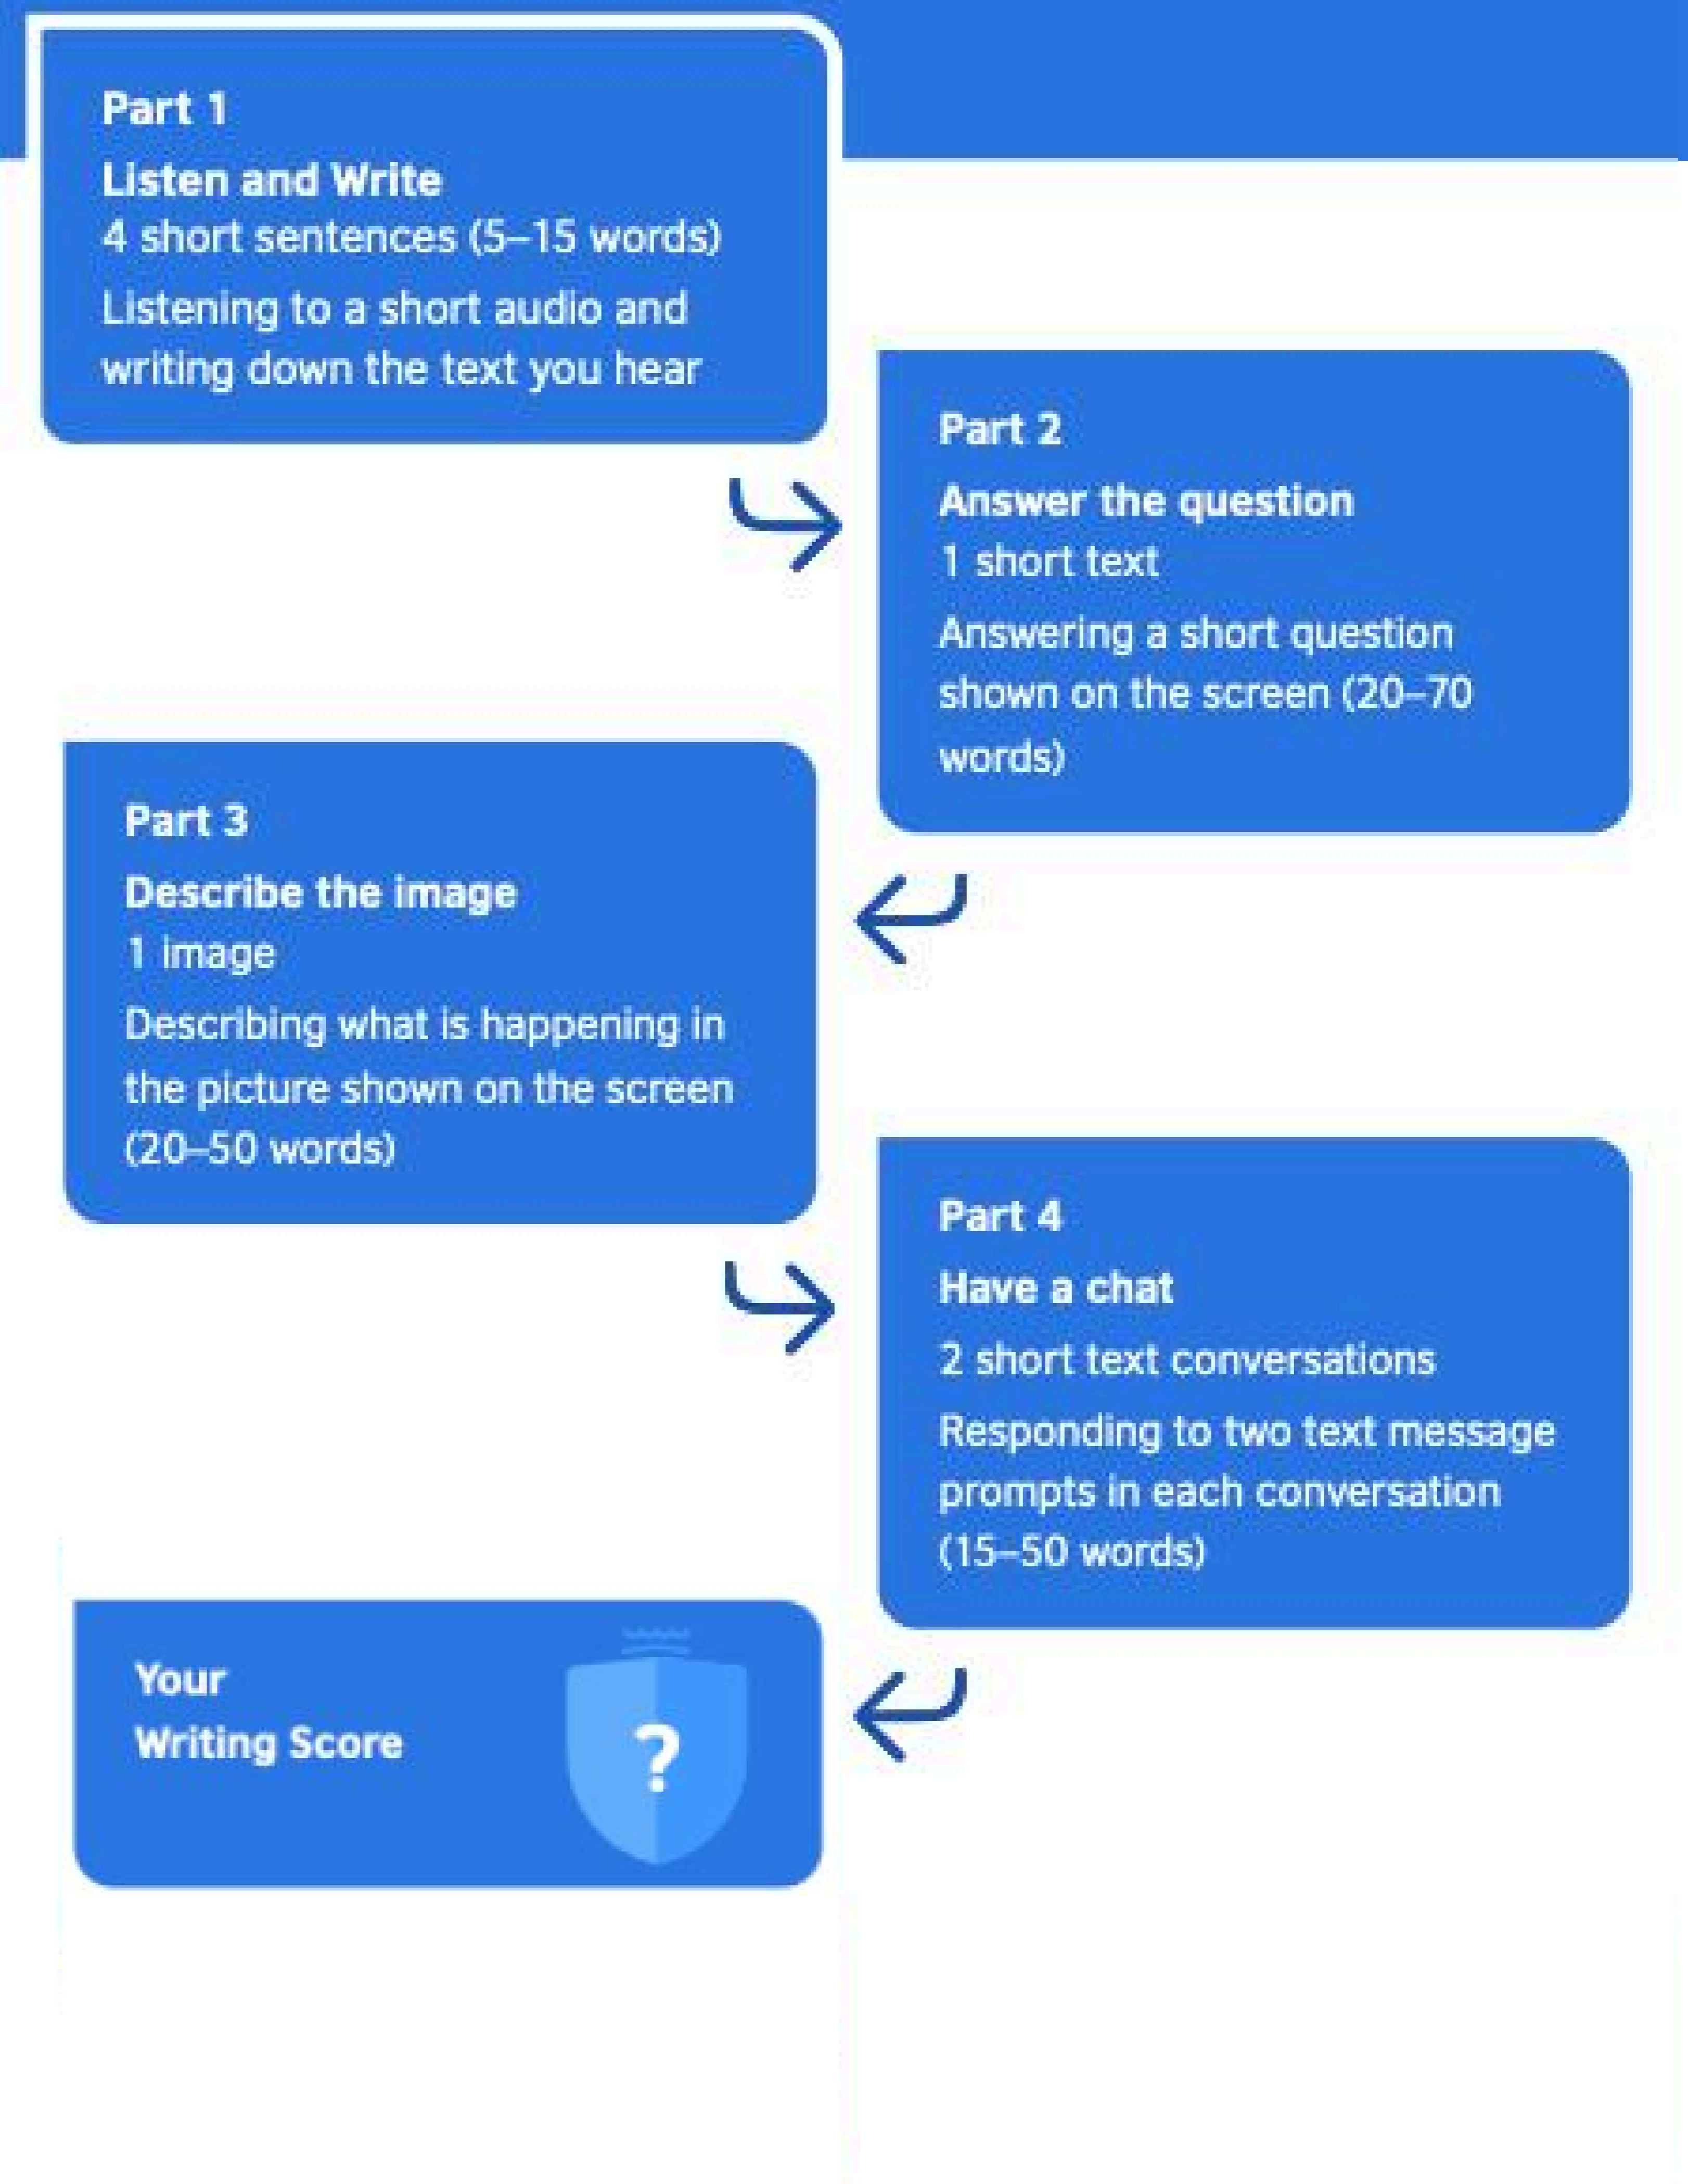 Part 1
Listen and Write
4 short sentences (5–15 words)
Listening to a short audio and
writing down the text you hear
Part 2
Answer the question
1 short text
Answering a short question
shown on the screen (20–70
words)
Part 3
Describe the image
1 image
Describing what is happening in
the picture shown on the screen
(20–50 words)
Part 4
Have a chat
2 short text conversations
Responding to two text message
prompts in each conversation
(15–50 words)
Your
Writing Score
?